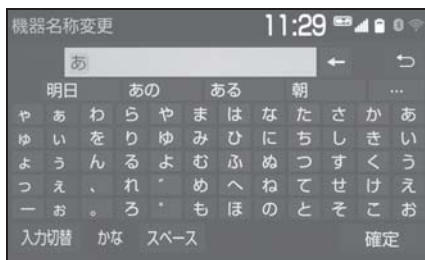 機器名称変更 11:29
あ
明日 あの ある 朝 …
ゃ ぁ わ ら や ま は な た さ か あ
ゅ ぃ を り ゆ み ひ に ち し き い
ょ ぅ ん る よ む ふ ぬ つ す く う
っ ぇ 、 れ ゛ め へ ね て せ け え
ー ぉ 。 ろ ゜ も ほ の と そ こ お
入力切替 かな スペース 確定